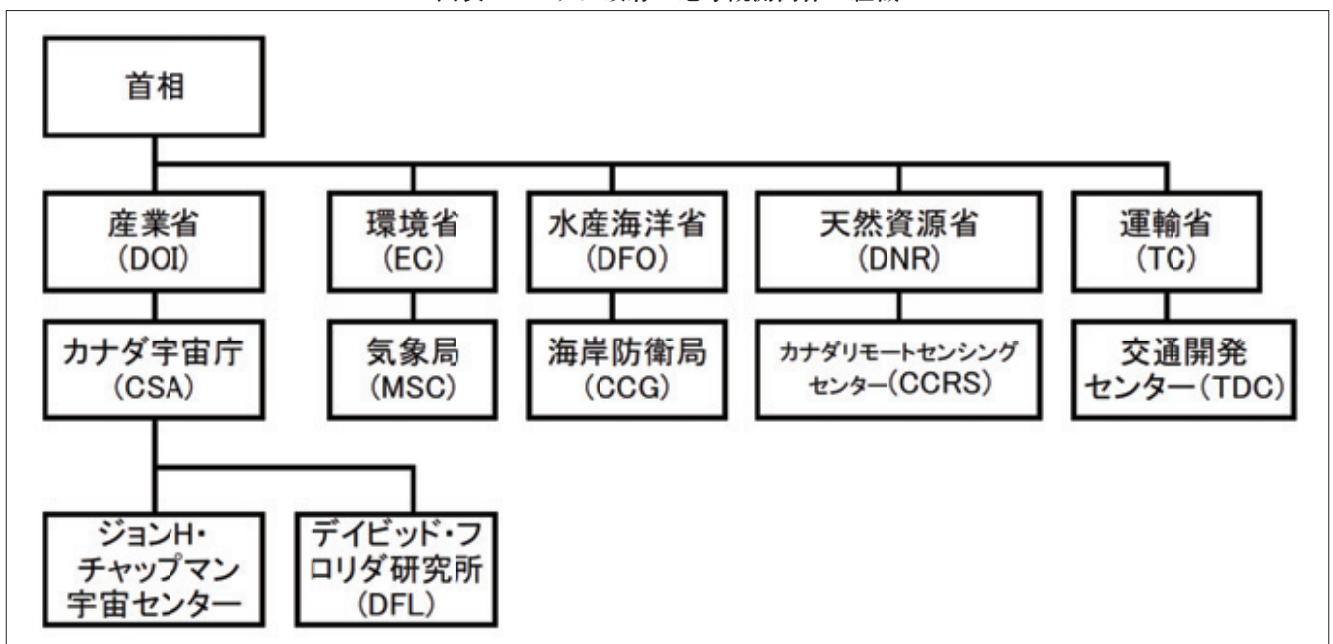 首相
産業省
(DOI)
環境省
(EC)
水産海洋省
(DFO)
天然資源省
(DNR)
運輸省
(TC)
カナダ宇宙庁
(CSA)
気象局
(MSC)
海岸防衛局
(CCG)
カナダリモートセンシング
センター(CCRS)
交通開発
センター(TDC)
ジョンH・
チャップマン
宇宙センター
デイビッド・フ
ロリダ研究所
(DFL)